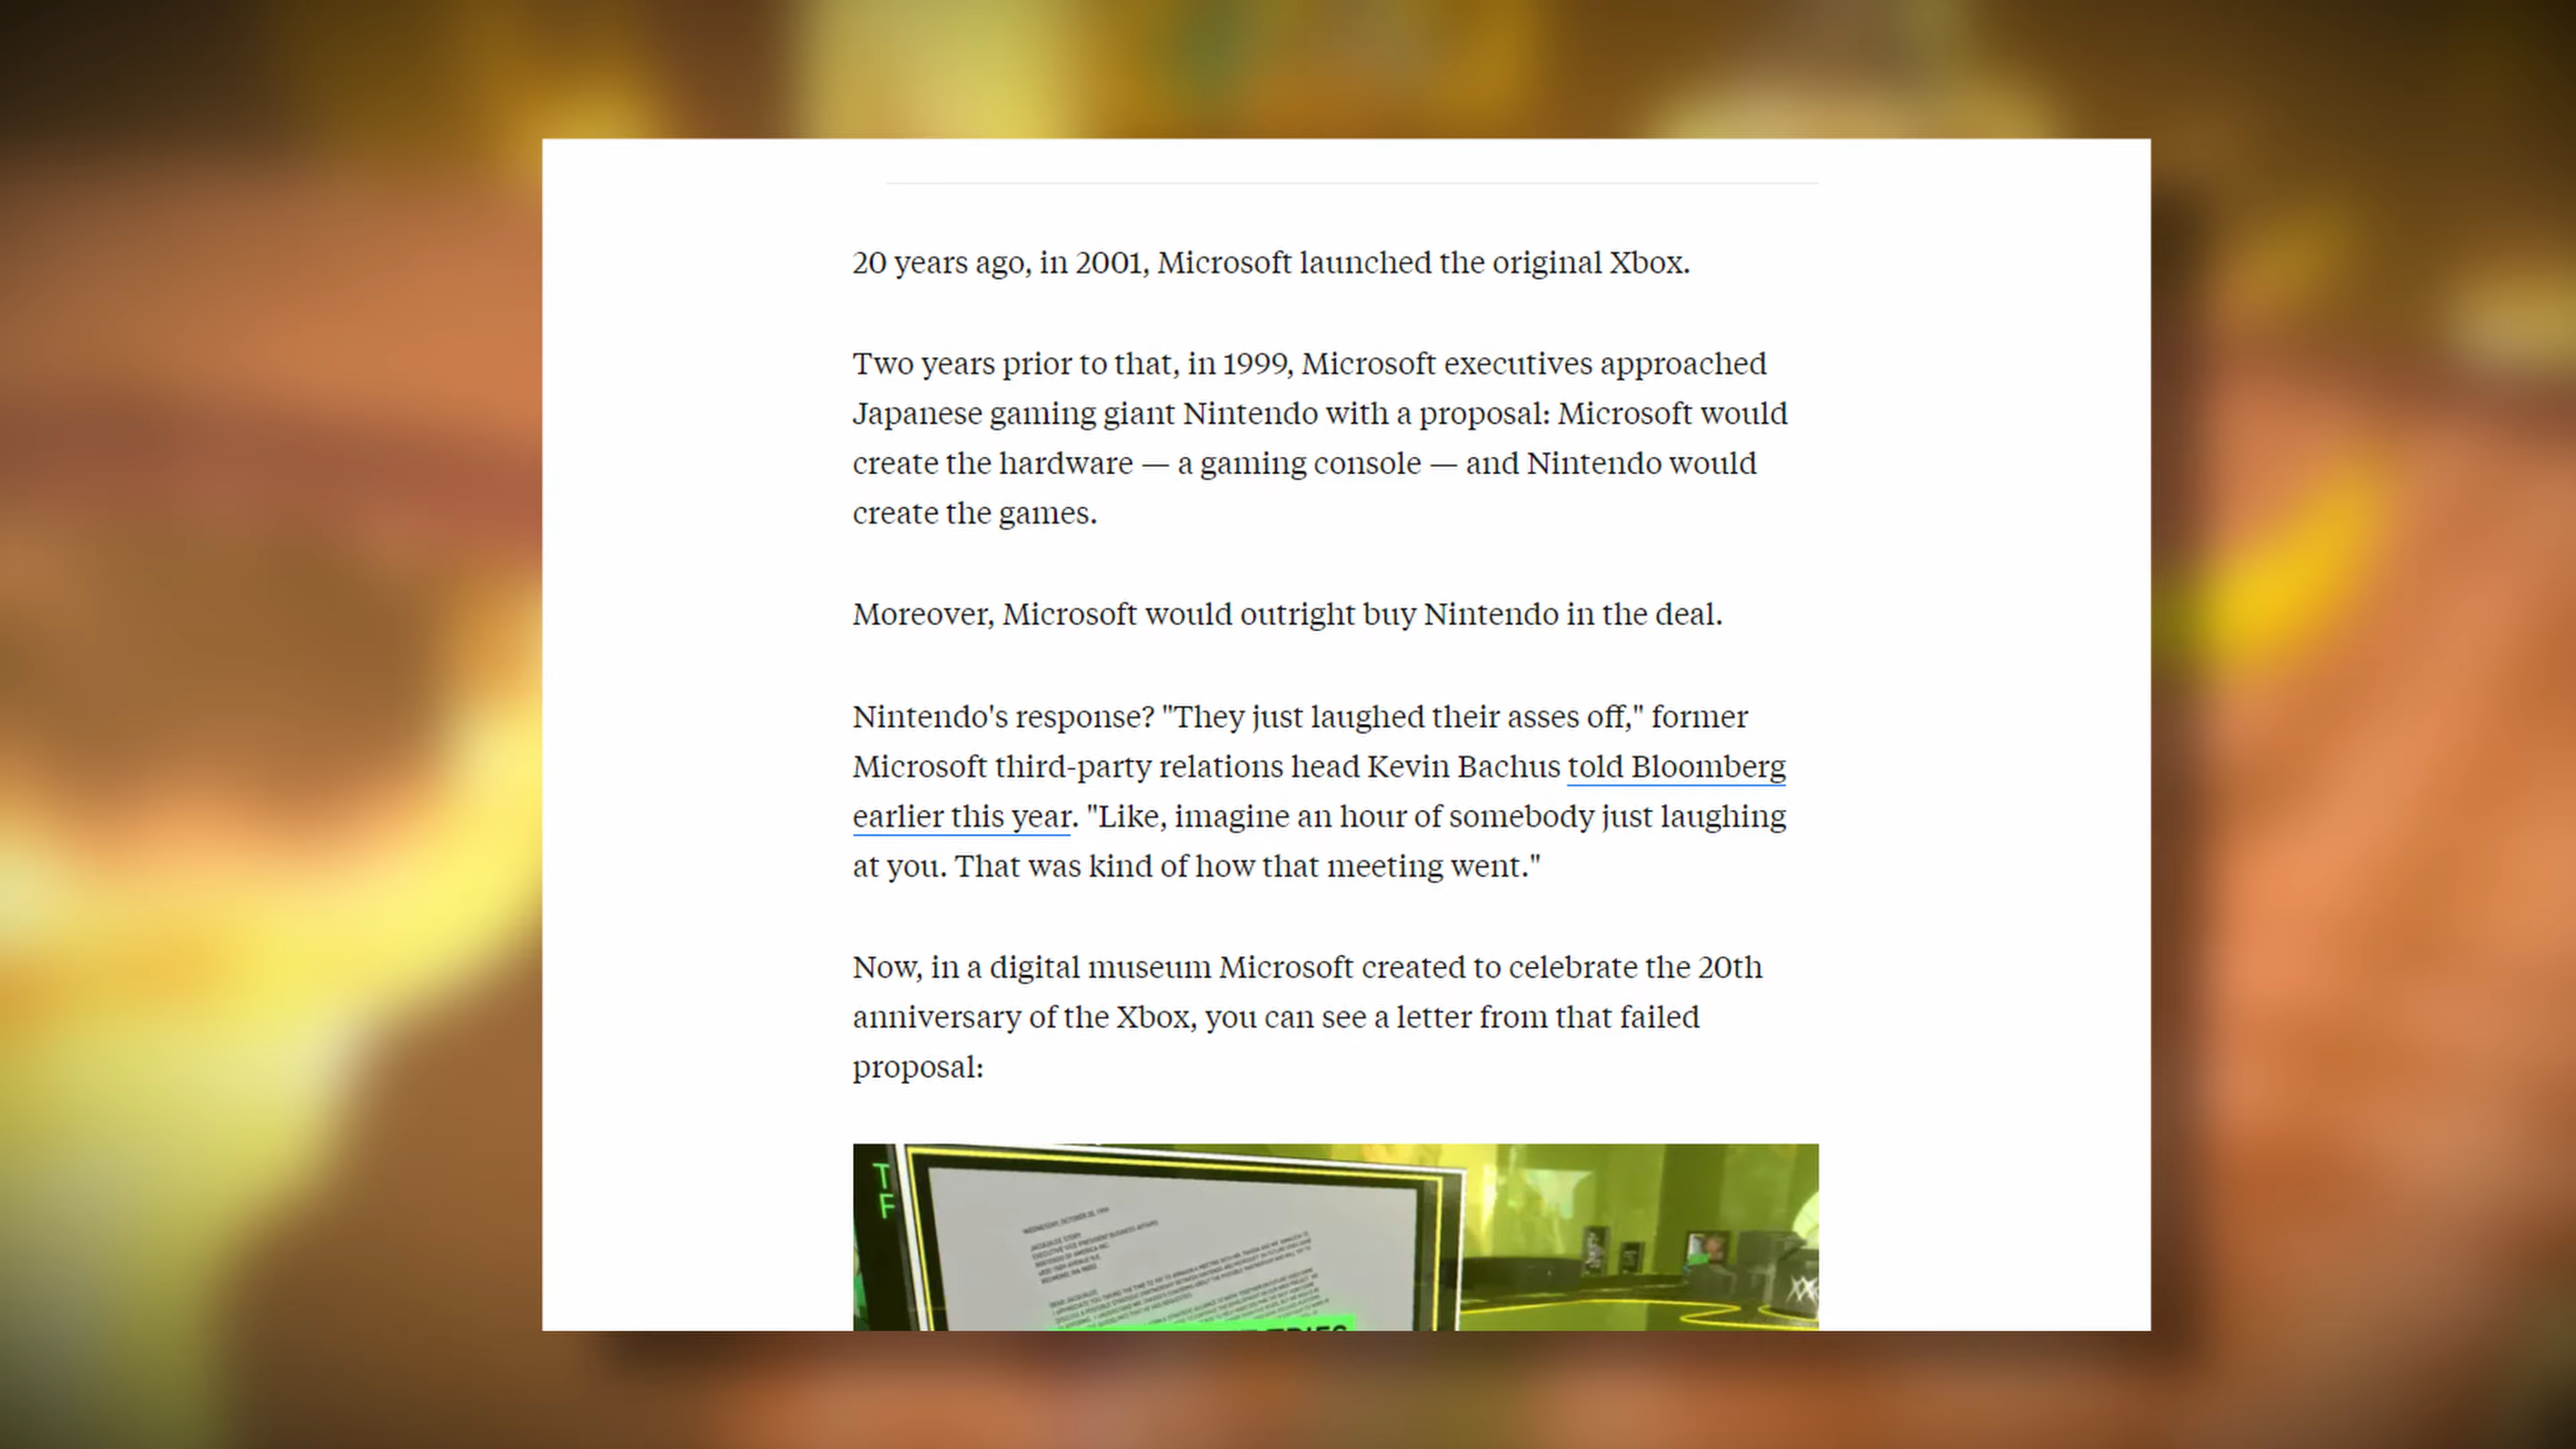 20 years ago, in 2001, Microsoft launched the original Xbox.
Two years prior to that, in 1999, Microsoft executives approached
Japanese gaming giant Nintendo with a proposal: Microsoft would
create the hardware — a gaming console — and Nintendo would
create the games.
Moreover, Microsoft would outright buy Nintendo in the deal.
Nintendo's response? "They just laughed their asses off," former
Microsoft third-party relations head Kevin Bachus told Bloomberg
earlier this year. "Like, imagine an hour of somebody just laughing
at you. That was kind of how that meeting went."
Now, in a digital museum Microsoft created to celebrate the 20th
anniversary of the Xbox, you can see a letter from that failed
proposal:
T
F